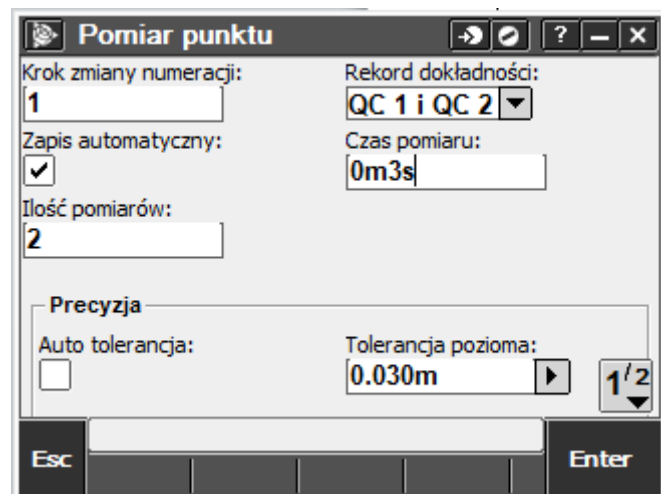 Pomiar punktu
?
Krok zmiany numeracji:
Rekord dokładności:
1
QC 1 i QC 2
Zapis automatyczny:
Czas pomiaru:
0m3s
Ilość pomiarów:
2
Precyzja
Auto tolerancja:
Tolerancja pozioma:
0.030m
1/2
Esc
Enter